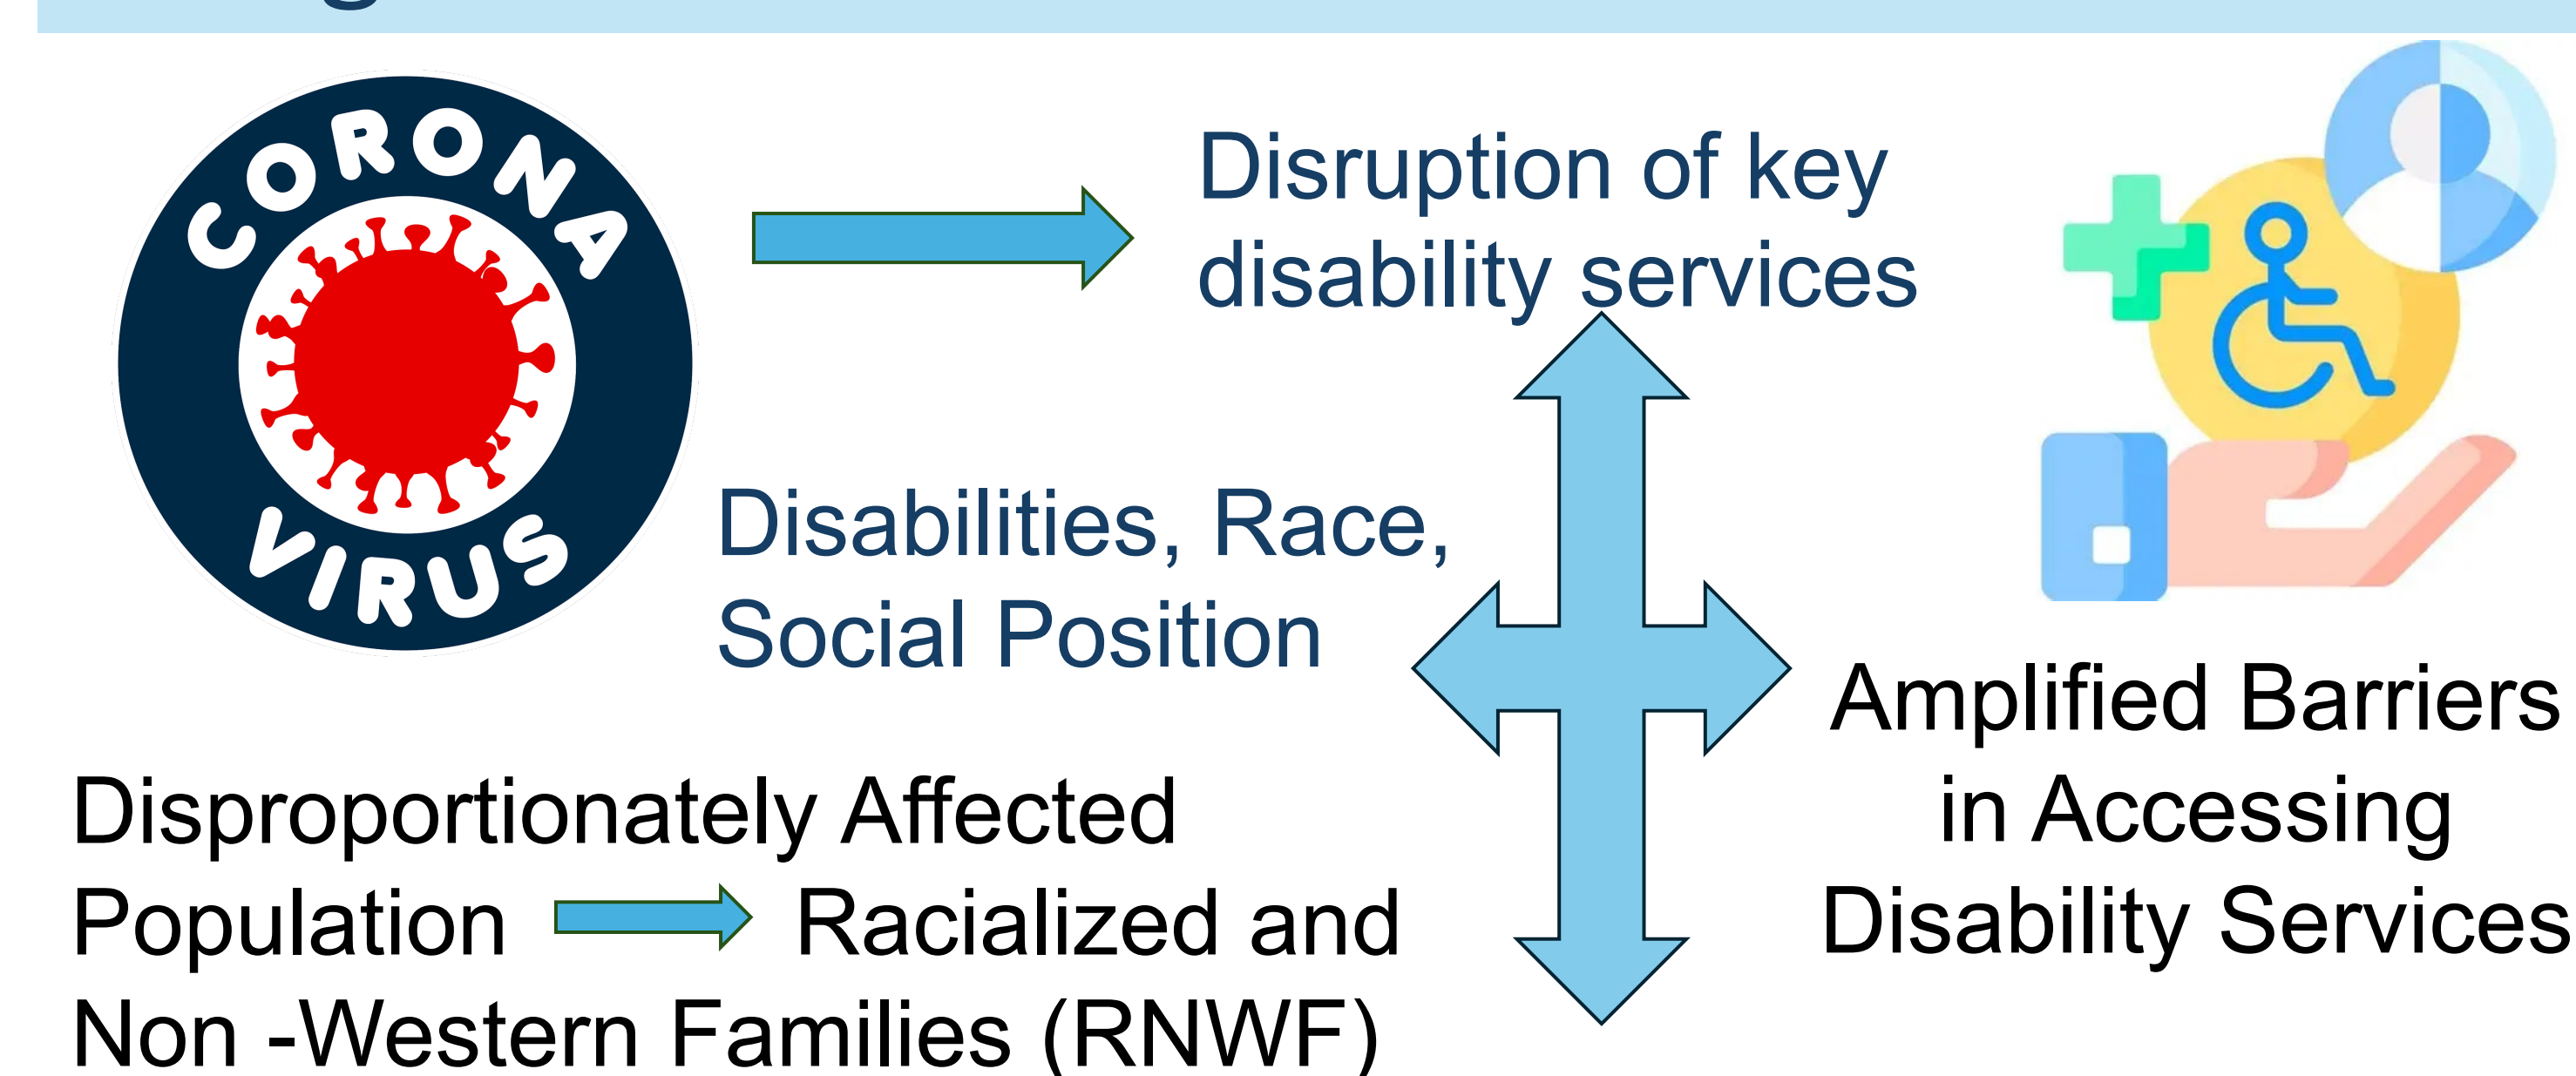 CORONA
VIRUS
Disruption of key
disability services
Disabilities, Race,
Social Position
Disproportionately Affected
Population Racialized and
Non -Western Families (RNWF)
Amplified Barriers
in Accessing
Disability Services